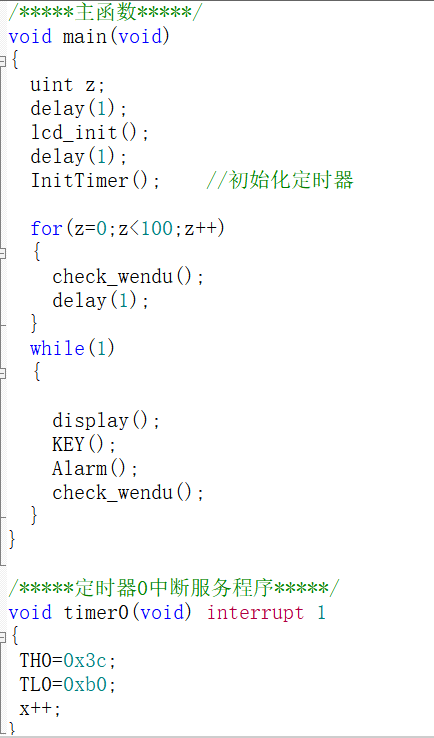 /*****主函数*****/
void main(void)
{
  uint z;
  delay(1);
  lcd_init();
  delay(1);
  InitTimer();    //初始化定时器
  for(z=0;z<100;z++)
  {
    check_wendu();
    delay(1);
  }
  while(1)
  {
    display();
    KEY();
    Alarm();
    check_wendu();
  }
}
/*****定时器0中断服务程序*****/
void timer0(void) interrupt 1
{
 TH0=0x3c;
 TL0=0xb0;
 x++;
}